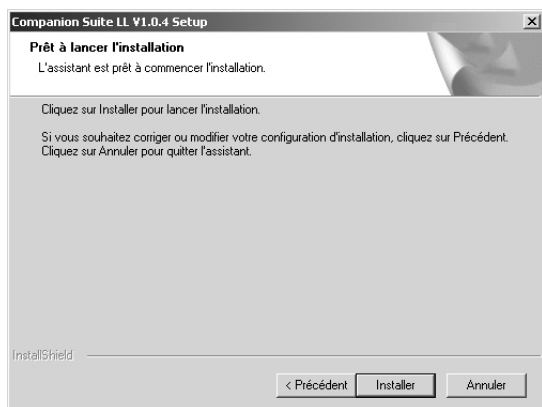 Companion Suite LL V1.0.4 Setup
Prêt à lancer l'installation
L'assistant est prêt à commencer l'installation.
Cliquez sur Installer pour lancer l'installation.
Si vous souhaitez corriger ou modifier votre configuration d'installation, cliquez sur Précédent.
Cliquez sur Annuler pour quitter l'assistant.
InstallShield
< Précédent
Installer
Annuler